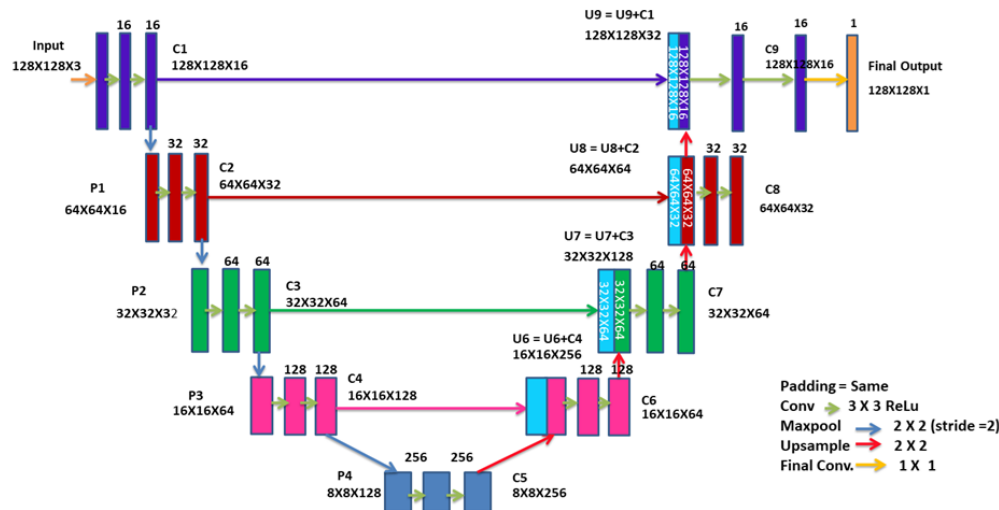 Input
128X128X3
16
16
C1
128X128X16
U9 = U9+C1
128X128X32
128X128X16
128X128X16
16
C9
16
128X128X16
1
Final Output
128X128X1
P1
64X64X16
32
32
C2
64X64X32
U8 = U8+C2
64X64X64
64X64X32
64X64X32
32
32
C8
64X64X32
P2
32X32X32
64
64
C3
32X32X64
U7 = U7+C3
32X32X128
32X32X64
32X32X64
64
64
C7
32X32X64
P3
16X16X64
128
128
C4
16X16X128
U6 = U6+C4
16X16X256
128
128
C6
16X16X64
P4
8X8X128
256
256
C5
8X8X256
Padding = Same
Conv 3 X 3 ReLu
Maxpool 2 X 2 (stride =2)
Upsample 2 X 2
Final Conv. 1 X 1